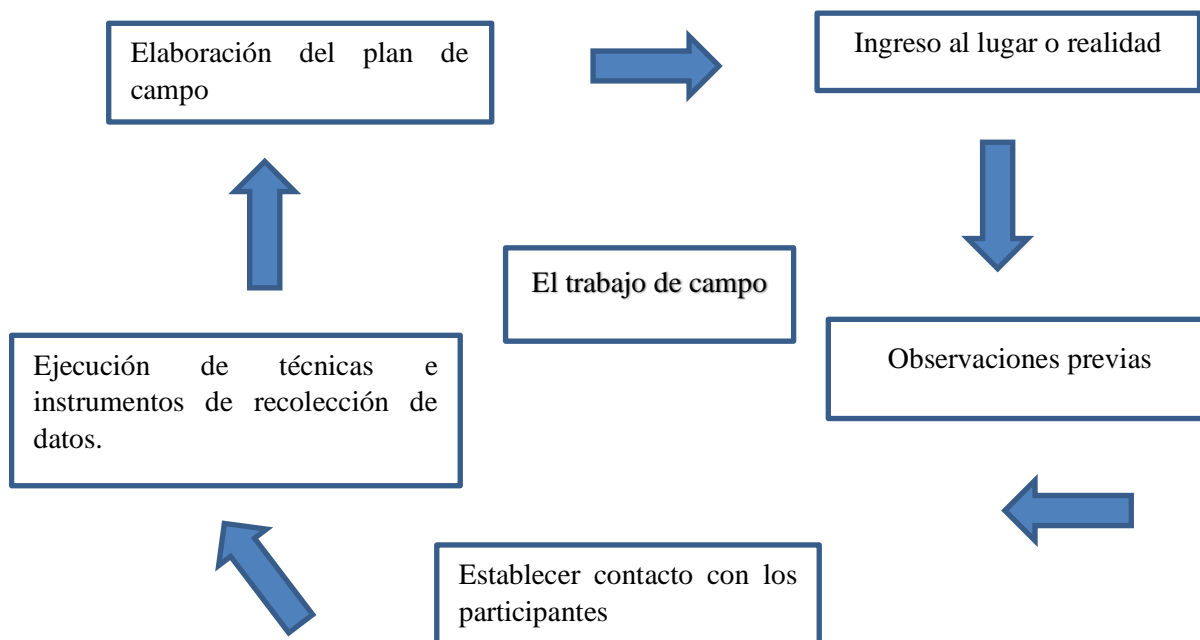 Elaboración del plan de
campo
Ingreso al lugar o realidad
El trabajo de campo
Observaciones previas
Ejecución de técnicas e
instrumentos de recolección de
datos.
Establecer contacto con los
participantes